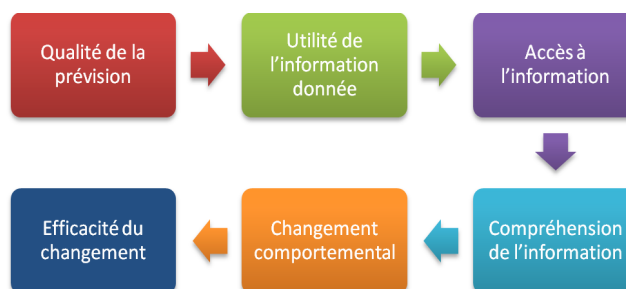 Qualité de la
prévision
Utilité de
l'information
donnée
Accès à
l'information
Compréhension
de l'information
Changement
comportemental
Efficacité du
changement